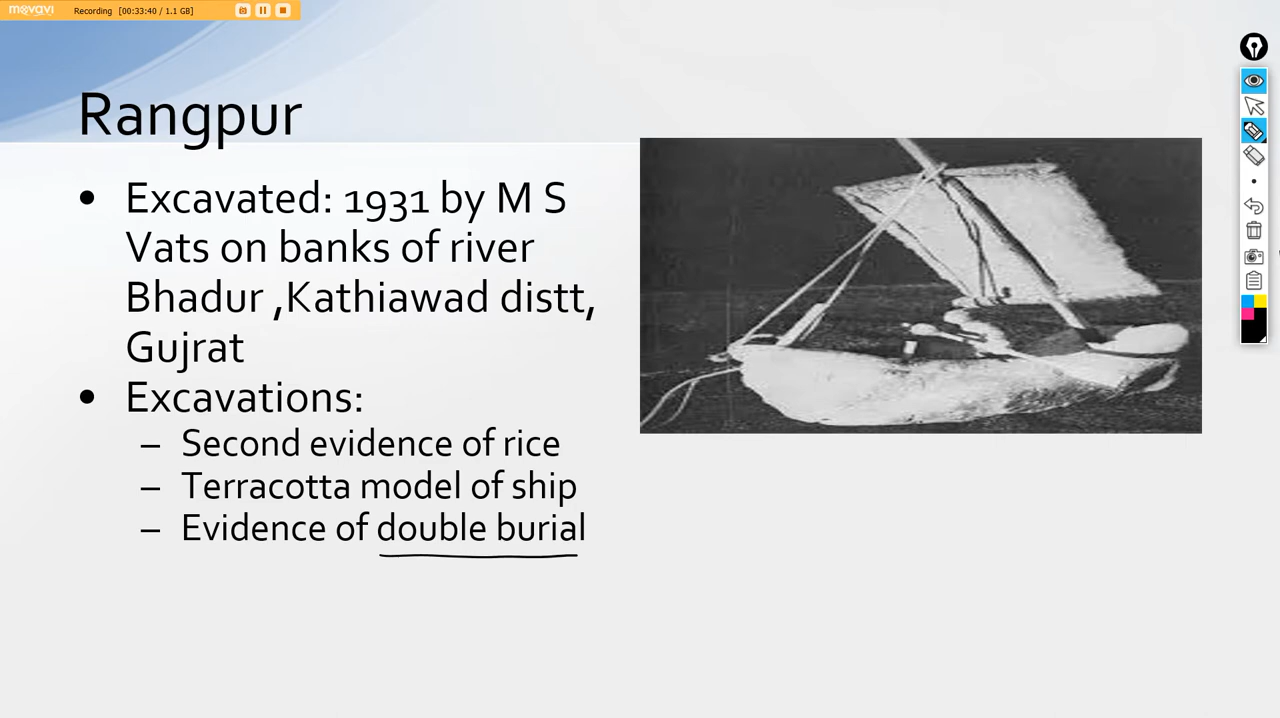 movavi
Recording [00:33:40 / 1.1 GB]
Rangpur
• Excavated: 1931 by M S
Vats on banks of river
Bhadur ,Kathiawad distt,
Gujrat
• Excavations:
– Second evidence of rice
– Terracotta model of ship
– Evidence of double burial